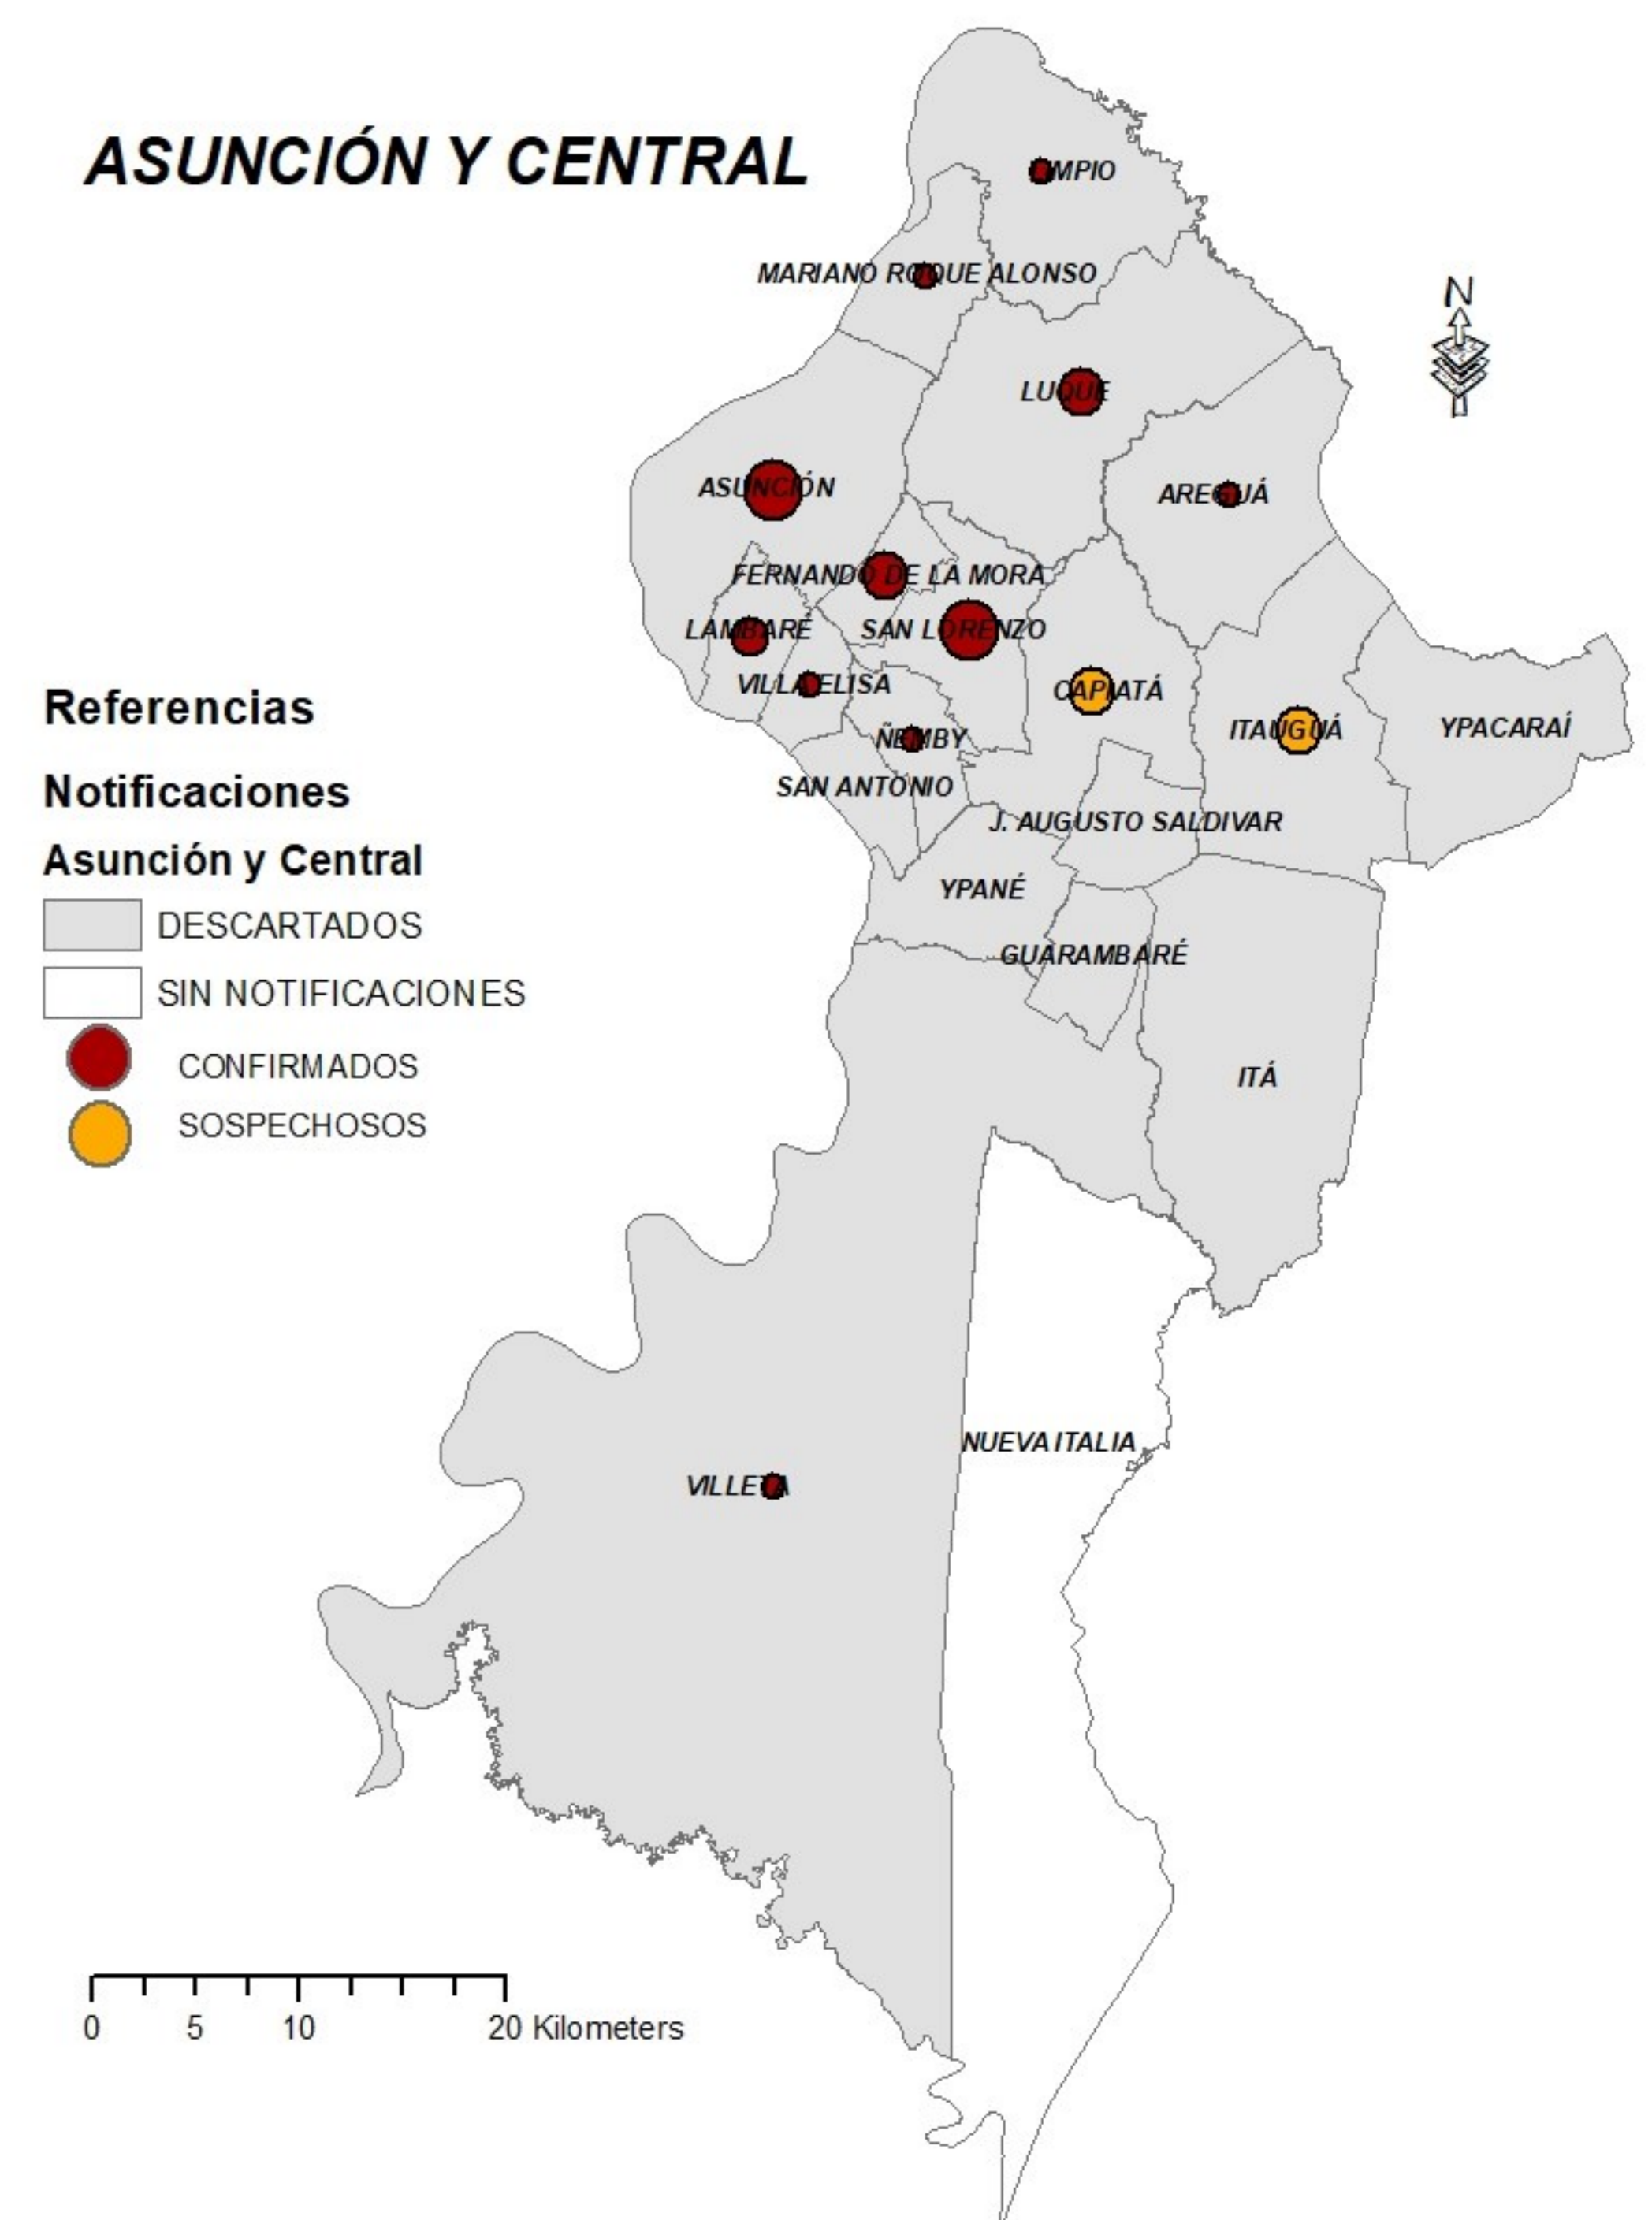 ASUNCIÓN Y CENTRAL
MPIO
MARIANO ROQUE ALONSO
N
LUQUE
ASUNCIÓN
AREGUÁ
FERNANDO DE LA MORA
LAMBARÉ
SAN LORENZO
VILLA ELISA
CAPIATÁ
ITAUGUÁ
YPACARAÍ
ÑEMBY
SAN ANTONIO
J. AUGUSTO SALDIVAR
YPANÉ
GUARAMBARÉ
ITÁ
NUEVA ITALIA
VILLETA
Referencias
Notificaciones
Asunción y Central
DESCARTADOS
SIN NOTIFICACIONES
CONFIRMADOS
SOSPECHOSOS
0 5 10 20 Kilometers